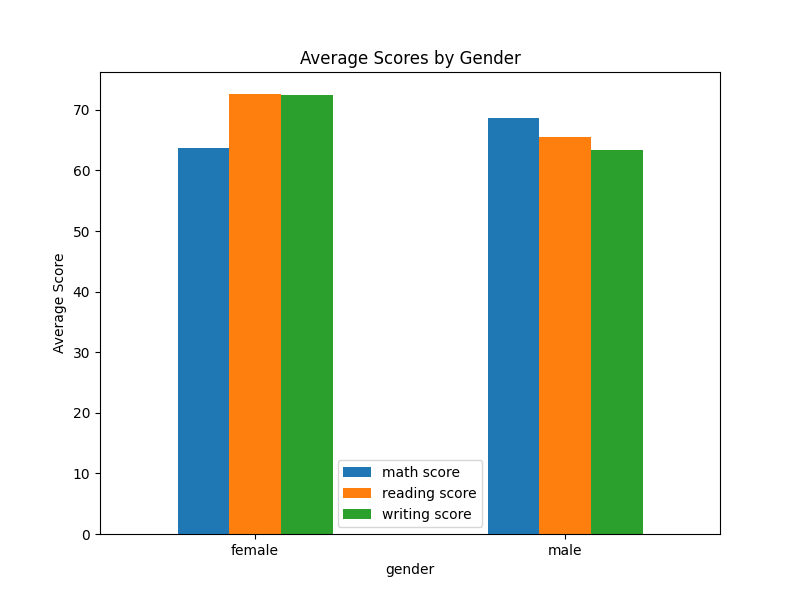 Average Scores by Gender
Average Score
70
60
50
40
30
20
10
0
math score
reading score
writing score
female
male
gender